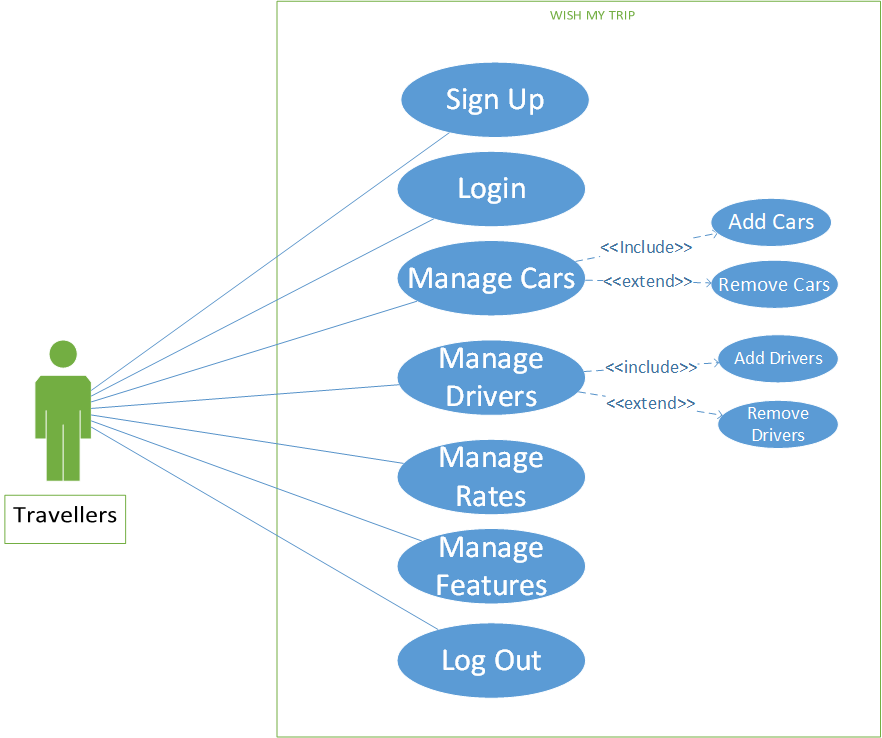 WISH MY TRIP
Sign Up
Login
Manage Cars
<<Include>>
Add Cars
<<extend>>
Remove Cars
Manage
Drivers
<<include>>
Add Drivers
<<extend>>
Remove
Drivers
Manage
Rates
Manage
Features
Log Out
Travellers